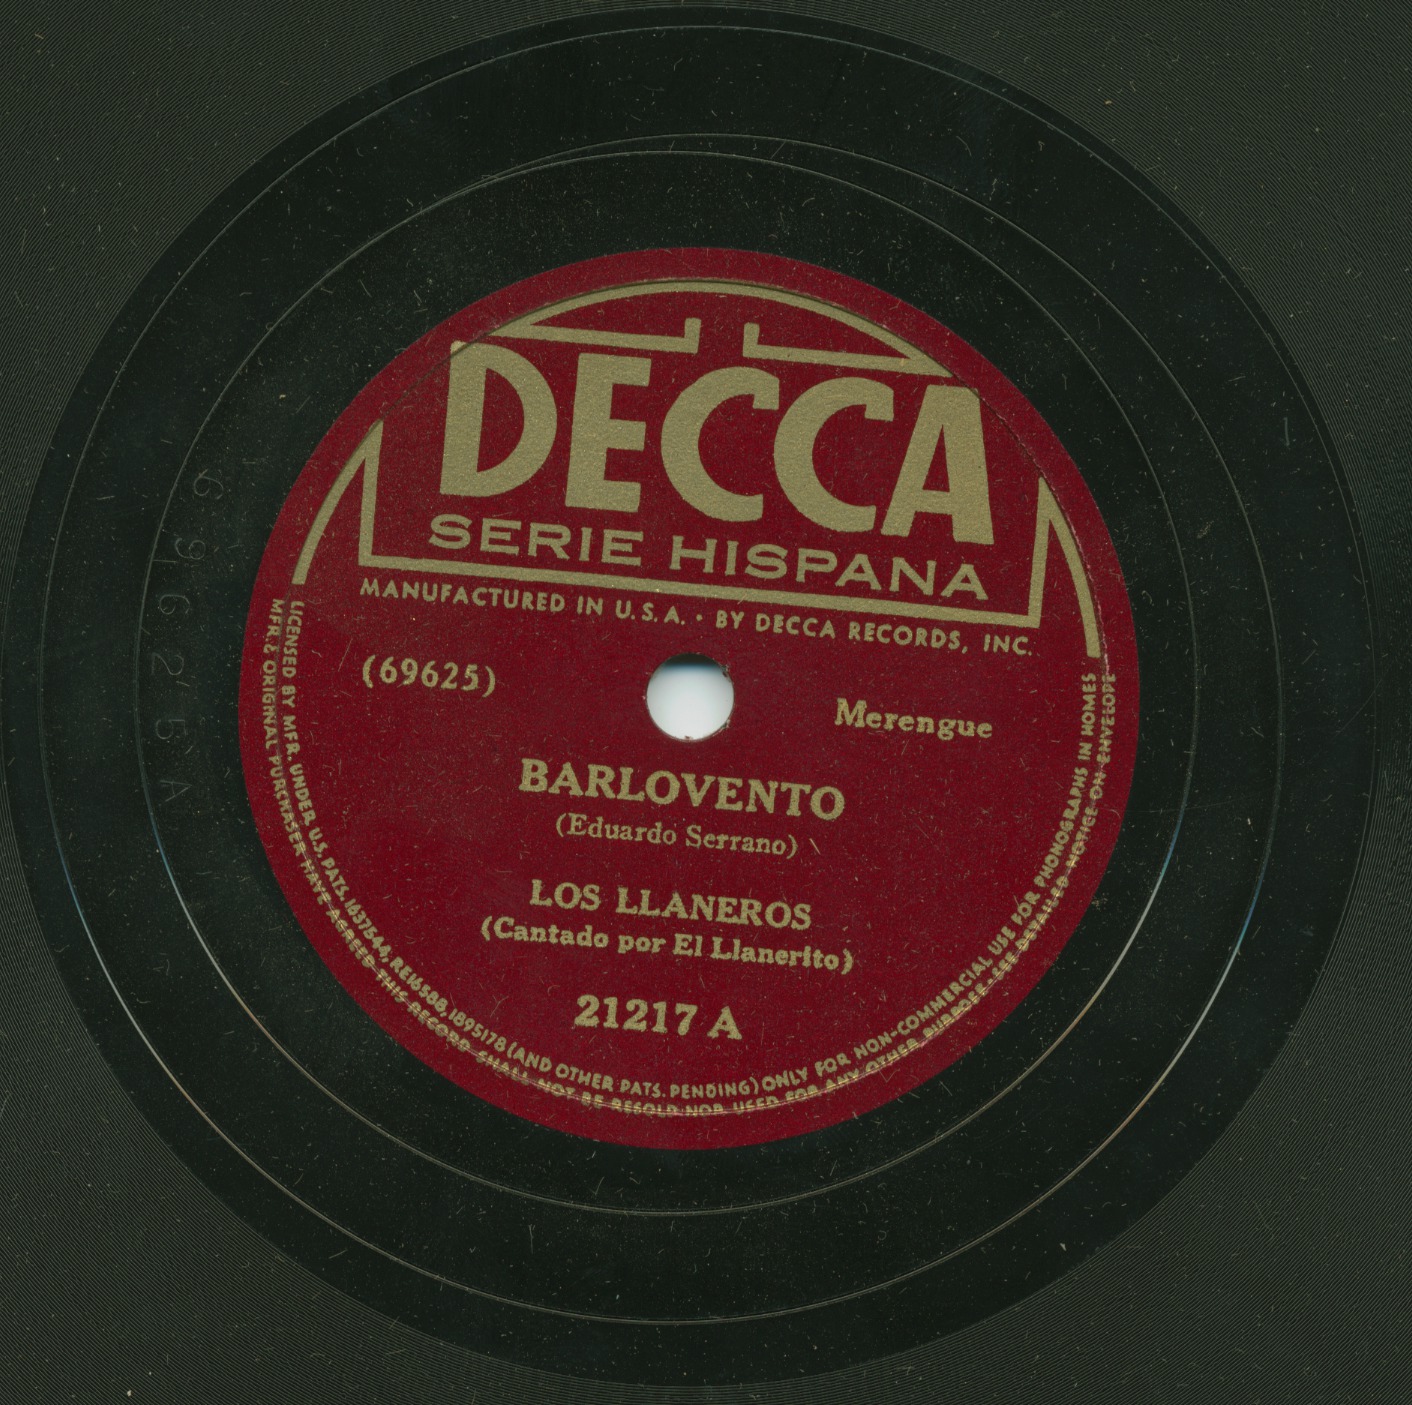 DECCA
SERIE HISPANA
MANUFACTURED IN U.S.A. • BY DECCA RECORDS, INC.
(69625)
Merengue
BARLOVENTO
(Eduardo Serrano)
LOS LLANEROS
(Cantado por El Llanerito)
21217 A
LICENSED BY MFR. UNDER U.S. PATS. 1637544, RE16588, 1895178 (AND OTHER PATS. PENDING) ONLY FOR NON-COMMERCIAL USE FOR PHONOGRAPHS IN HOMES
MFR. & ORIGINAL PURCHASER HAVE AGREED THIS RECORD SHALL NOT BE RESOLD NOR USED FOR ANY OTHER PURPOSE-SEE DETAILED NOTICE ON ENVELOPE
69625A